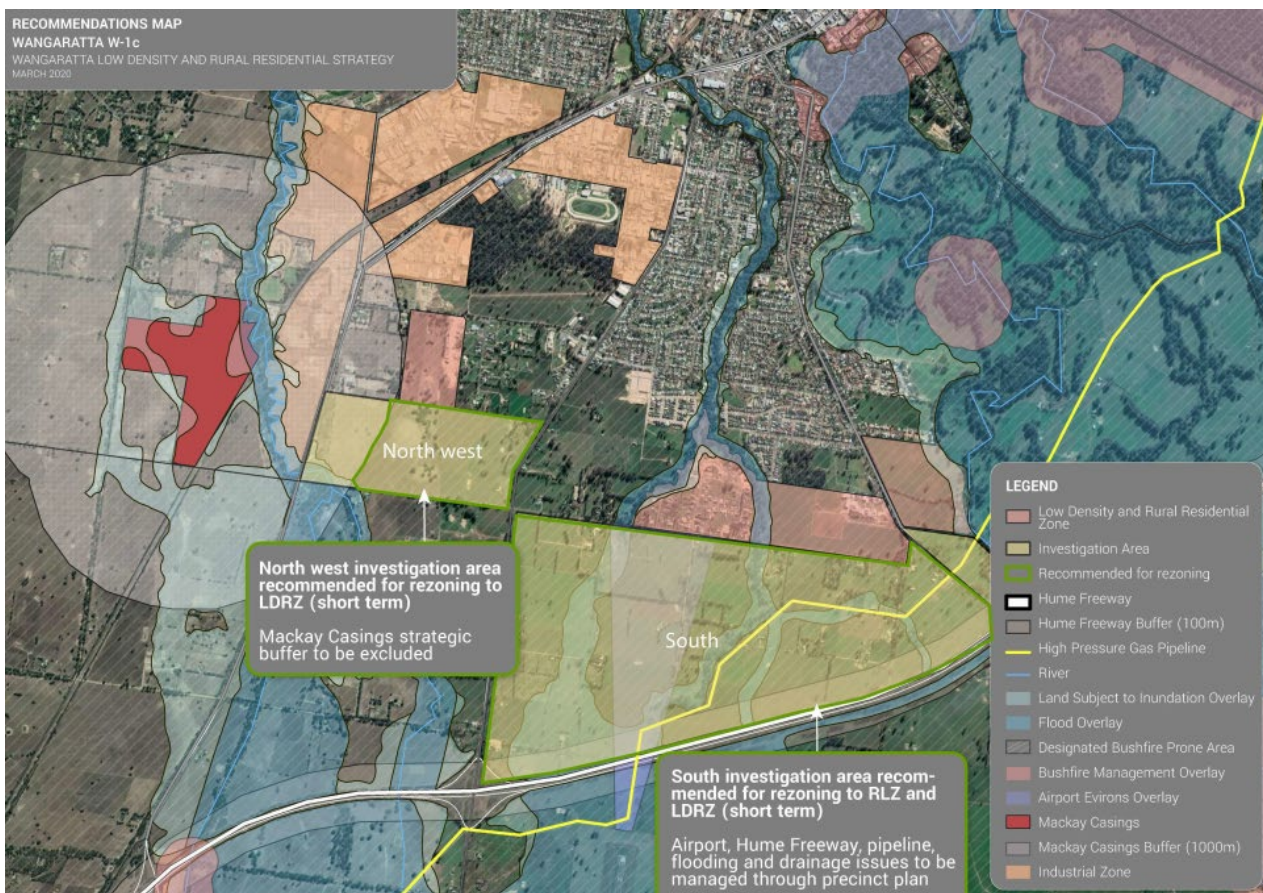 RECOMMENDATIONS MAP
WANGARATTA W-1c
WANGARATTA LOW DENSITY AND RURAL RESIDENTIAL STRATEGY
MARCH 2020
North west
North west investigation area
recommended for rezoning to
LDRZ (short term)
Mackay Casings strategic
buffer to be excluded
South
South investigation area recom-
mended for rezoning to RLZ and
LDRZ (short term)
Airport, Hume Freeway, pipeline,
flooding and drainage issues to be
managed through precinct plan
LEGEND
Low Density and Rural Residential
Zone
Investigation Area
Recommended for rezoning
Hume Freeway
Hume Freeway Buffer (100m)
High Pressure Gas Pipeline
River
Land Subject to Inundation Overlay
Flood Overlay
Designated Bushfire Prone Area
Bushfire Management Overlay
Airport Evirons Overlay
Mackay Casings
Mackay Casings Buffer (1000m)
Industrial Zone